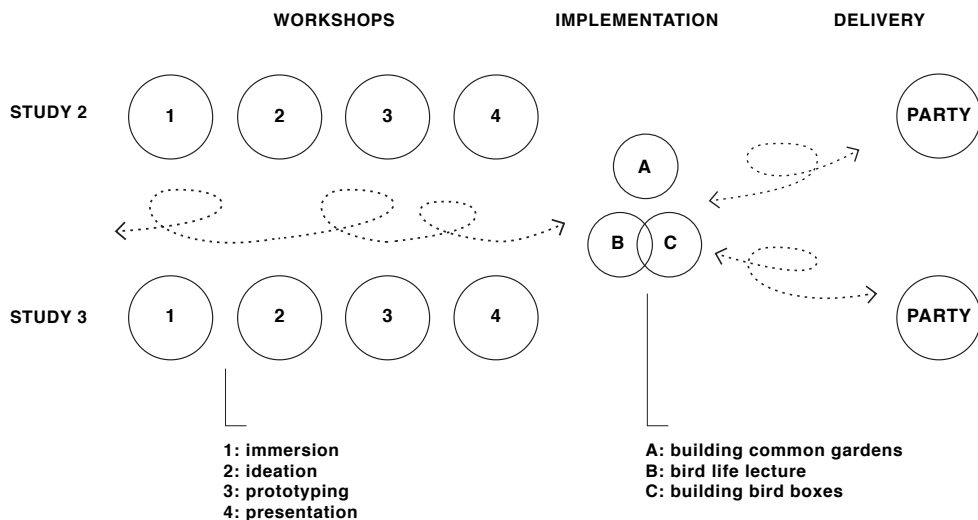 WORKSHOPS IMPLEMENTATION DELIVERY
STUDY 2 1 2 3 4 PARTY
A
B C
STUDY 3 1 2 3 4 PARTY
1: immersion
2: ideation
3: prototyping
4: presentation
A: building common gardens
B: bird life lecture
C: building bird boxes